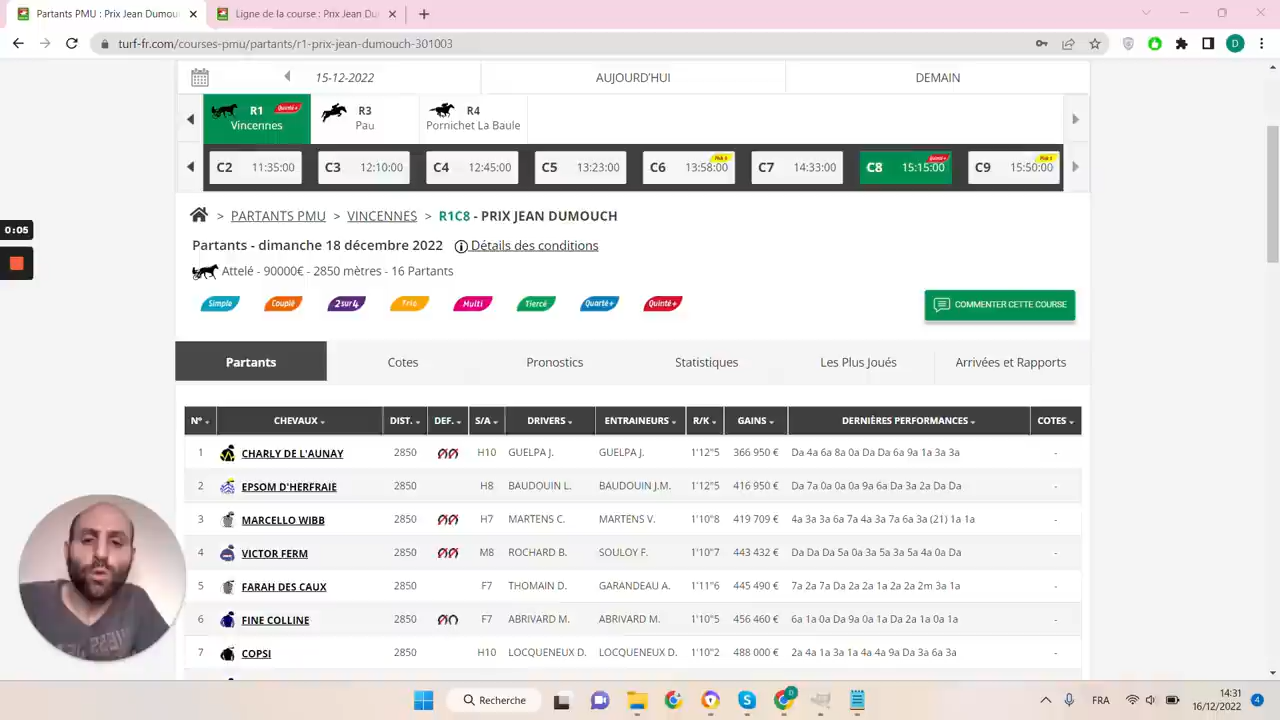 Partants PMU : Prix Jean Dumou
Ligne de la course : Prix Jean D
turf-fr.com/courses-pmu/partants/r1-prix-jean-dumouch-301003
D
15-12-2022
AUJOURD'HUI
DEMAIN
R1 Quinté+
Vincennes
R3
Pau
R4
Pornichet La Baule
C2 11:35:00
C3 12:10:00
C4 12:45:00
C5 13:23:00
C6 13:58:00
C7 14:33:00
C8 15:15:00
C9 15:50:00
> PARTANTS PMU > VINCENNES > R1C8 - PRIX JEAN DUMOUCH
0:05
Partants - dimanche 18 décembre 2022 Détails des conditions
Attelé - 90000€ - 2850 mètres - 16 Partants
Simple Couplé 2 sur 4 Trio Multi Tiercé Quarté+ Quinté+
COMMENTER CETTE COURSE
Partants Cotes Pronostics Statistiques Les Plus Joués Arrivées et Rapports
N° CHEVAUX DIST. DEF. S/A DRIVERS ENTRAINEURS R/K GAINS DERNIÈRES PERFORMANCES COTES
1 CHARLY DE L'AUNAY 2850 H10 GUELPA J. GUELPA J. 1'12"5 366 950 € Da 4a 6a 8a 0a Da Da 6a 9a 1a 3a 3a -
2 EPSOM D'HERFRAIE 2850 H8 BAUDOUIN L. BAUDOUIN J.M. 1'12"5 416 950 € Da 7a 0a 0a 0a 9a 6a Da 3a 2a Da Da -
3 MARCELLO WIBB 2850 H7 MARTENS C. MARTENS V. 1'10"8 419 709 € 4a 3a 3a 6a 7a 4a 3a 7a 6a 3a (21) 1a 1a -
4 VICTOR FERM 2850 M8 ROCHARD B. SOULOY F. 1'10"7 443 432 € Da Da Da 5a 0a 3a 5a 3a 5a 4a 0a Da -
5 FARAH DES CAUX 2850 F7 THOMAIN D. GARANDEAU A. 1'11"6 445 490 € 7a 2a 7a Da 2a 2a 1a 2a 2a 2m 3a 1a -
6 FINE COLLINE 2850 F7 ABRIVARD M. ABRIVARD M. 1'10"5 456 460 € 6a 1a 0a Da 9a 0a 1a Da 2a 1a 0a 1a -
7 COPSI 2850 H10 LOCQUENEUX D. LOCQUENEUX D. 1'10"2 488 000 € 2a 4a 1a 3a 1a 4a 4a 9a Da 3a 6a 3a -
Recherche
FRA
14:31
16/12/2022
4